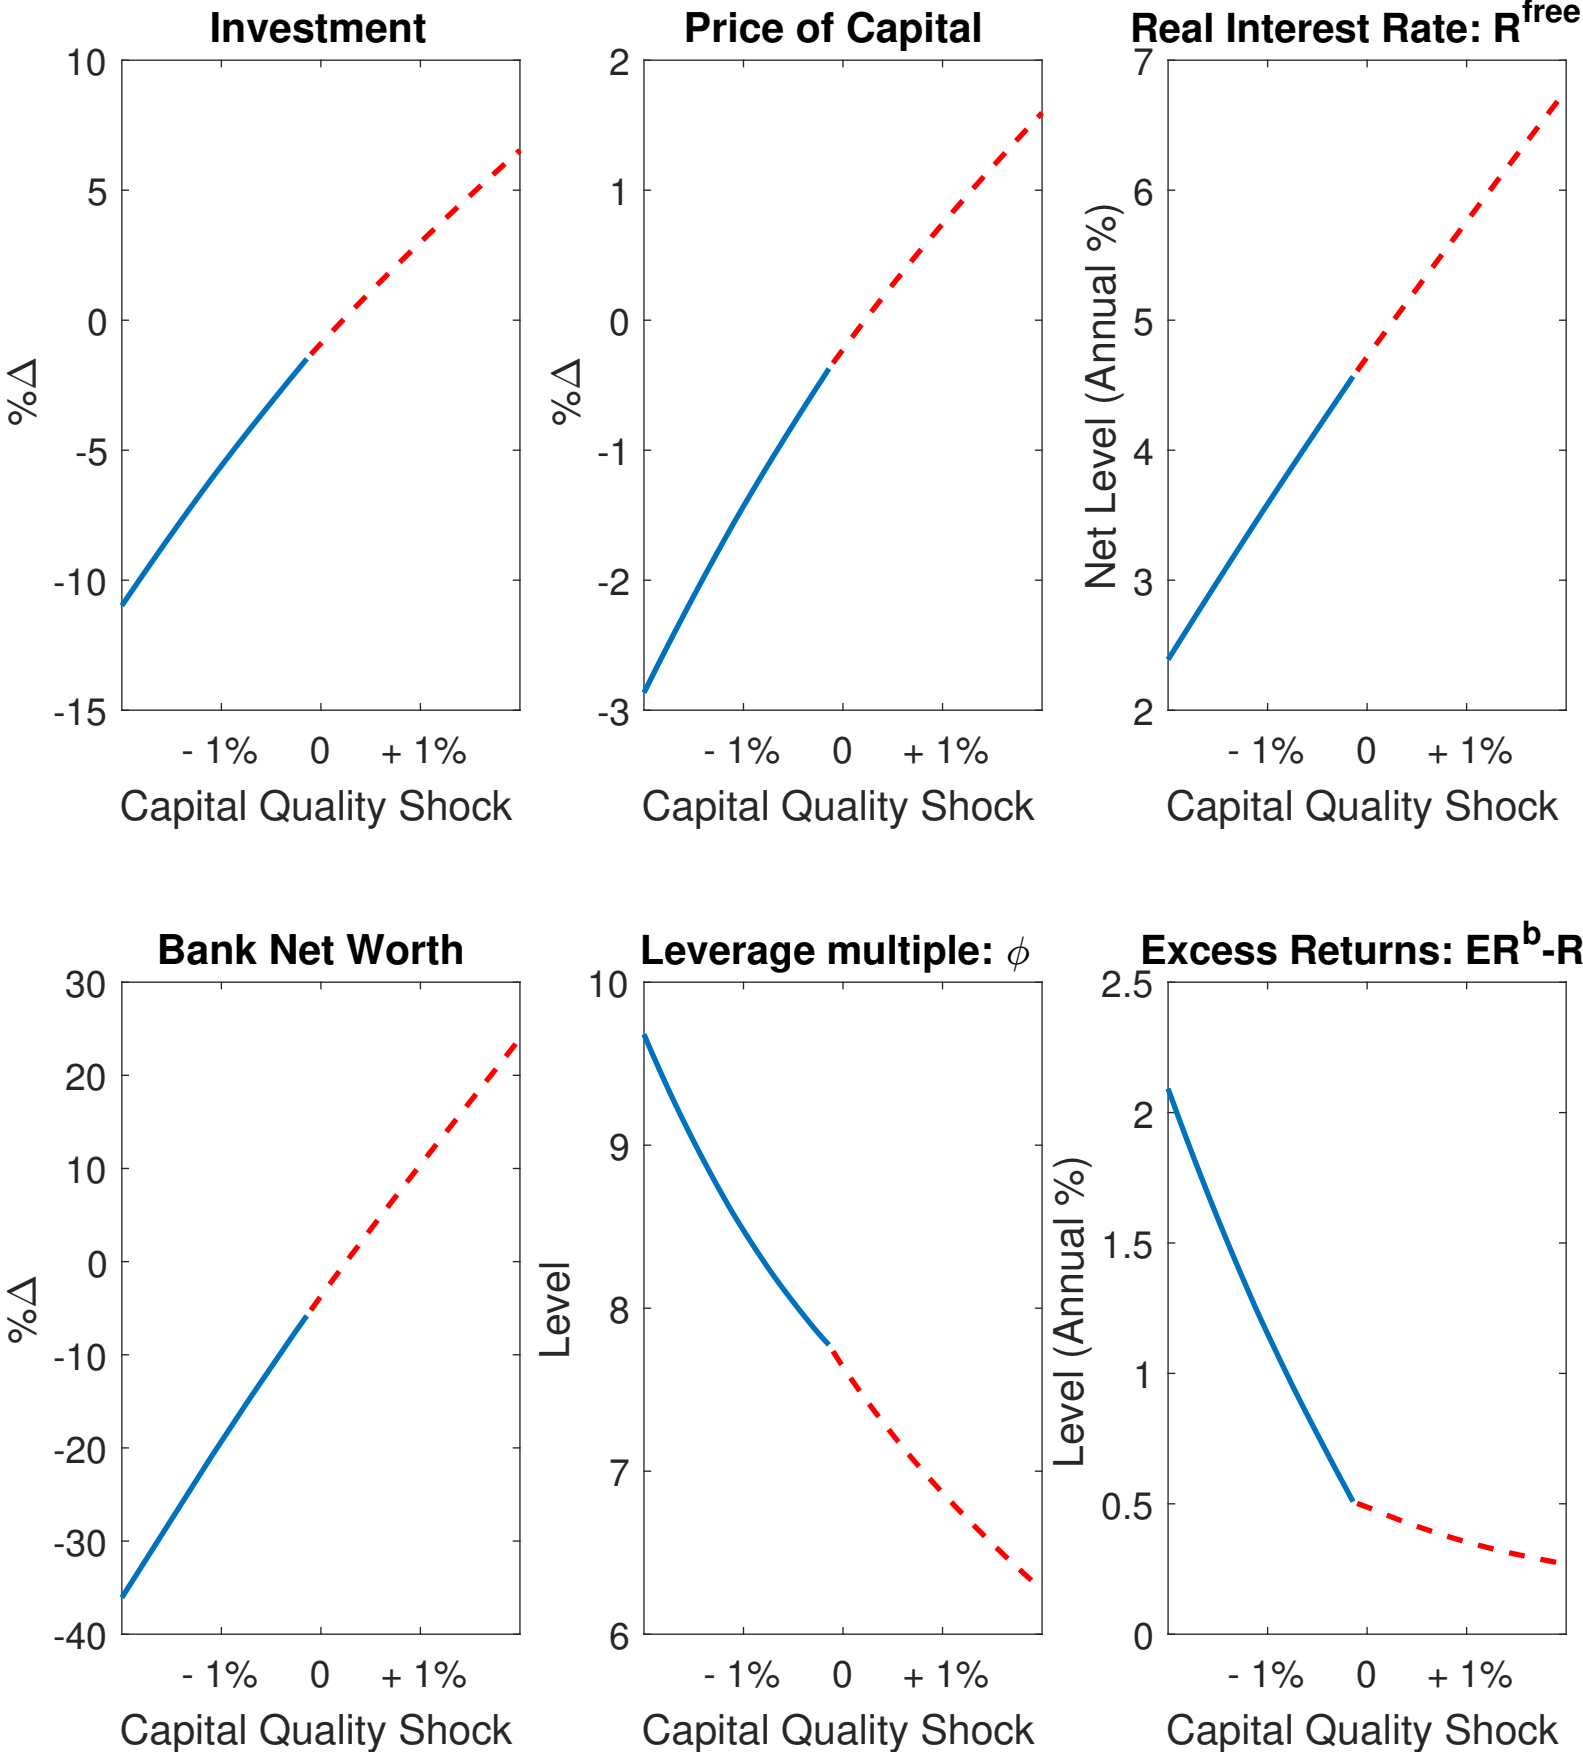 Investment
10
5
0
-5
-10
-15
%Δ
- 1% 0 + 1%
Capital Quality Shock
Price of Capital
2
1
0
-1
-2
-3
%Δ
- 1% 0 + 1%
Capital Quality Shock
Real Interest Rate: R^free
7
6
5
4
3
2
Net Level (Annual %)
- 1% 0 + 1%
Capital Quality Shock
Bank Net Worth
30
20
10
0
-10
-20
-30
-40
%Δ
- 1% 0 + 1%
Capital Quality Shock
Leverage multiple: ϕ
10
9
8
7
6
Level
- 1% 0 + 1%
Capital Quality Shock
Excess Returns: ER^b-R
2.5
2
1.5
1
0.5
0
Level (Annual %)
- 1% 0 + 1%
Capital Quality Shock